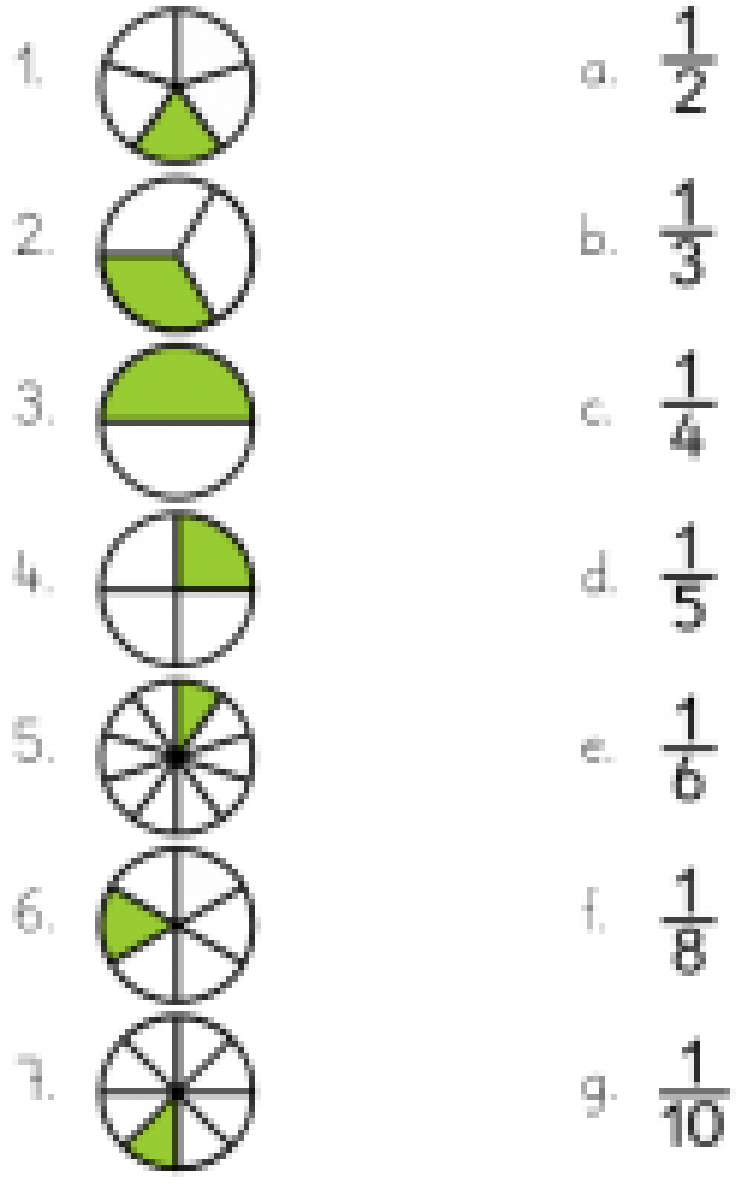 1. a. 1/2
2. b. 1/3
3. c. 1/4
4. d. 1/5
5. e. 1/6
6. f. 1/8
7. g. 1/10